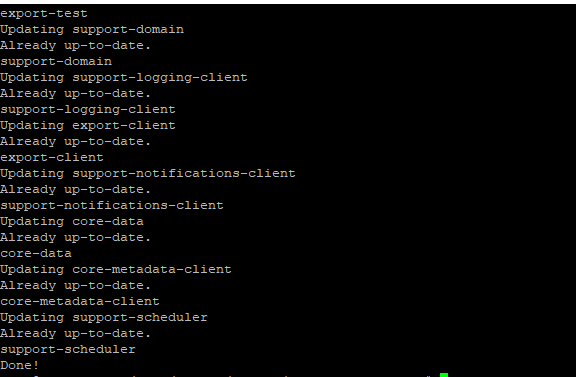 export-test
Updating support-domain
Already up-to-date.
support-domain
Updating support-logging-client
Already up-to-date.
support-logging-client
Updating export-client
Already up-to-date.
export-client
Updating support-notifications-client
Already up-to-date.
support-notifications-client
Updating core-data
Already up-to-date.
core-data
Updating core-metadata-client
Already up-to-date.
core-metadata-client
Updating support-scheduler
Already up-to-date.
support-scheduler
Done!